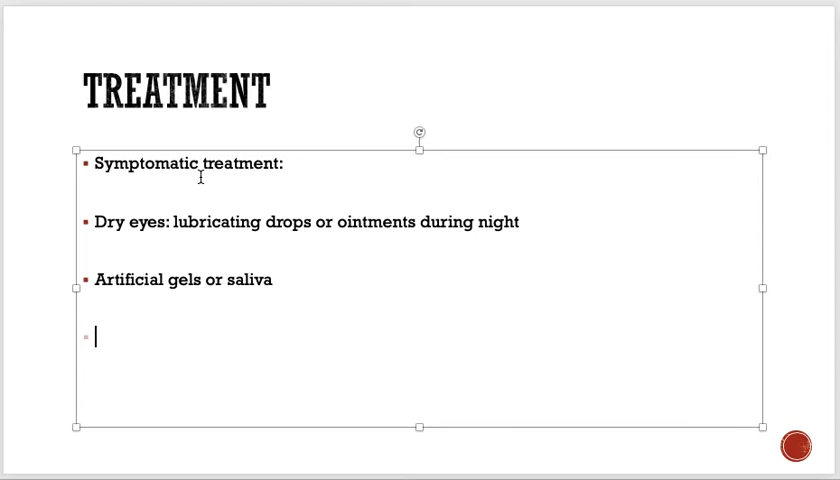 TREATMENT
Symptomatic treatment:
Dry eyes: lubricating drops or ointments during night
Artificial gels or saliva